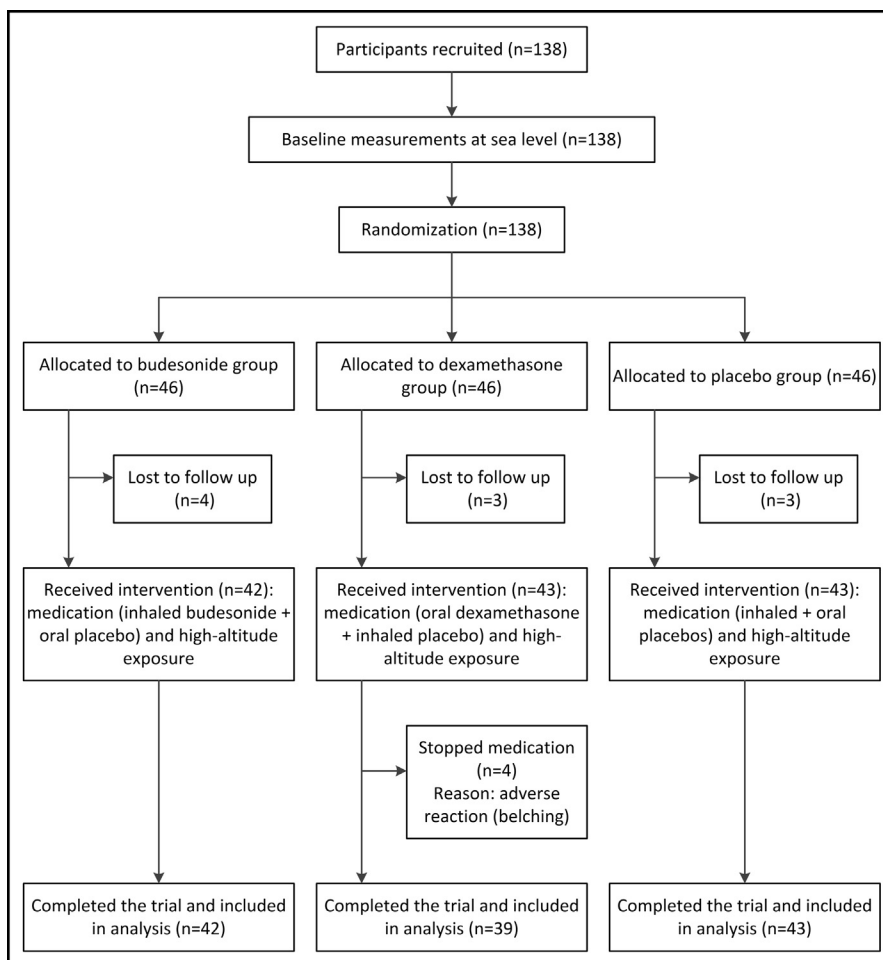 Participants recruited (n=138)
Baseline measurements at sea level (n=138)
Randomization (n=138)
Allocated to budesonide group
(n=46)
Allocated to dexamethasone
group (n=46)
Allocated to placebo group (n=46)
Lost to follow up
(n=4)
Lost to follow up
(n=3)
Lost to follow up
(n=3)
Received intervention (n=42):
medication (inhaled budesonide +
oral placebo) and high-altitude
exposure
Received intervention (n=43):
medication (oral dexamethasone
+ inhaled placebo) and high-
altitude exposure
Received intervention (n=43):
medication (inhaled + oral
placebos) and high-altitude
exposure
Stopped medication
(n=4)
Reason: adverse
reaction (belching)
Completed the trial and included
in analysis (n=42)
Completed the trial and included
in analysis (n=39)
Completed the trial and included
in analysis (n=43)